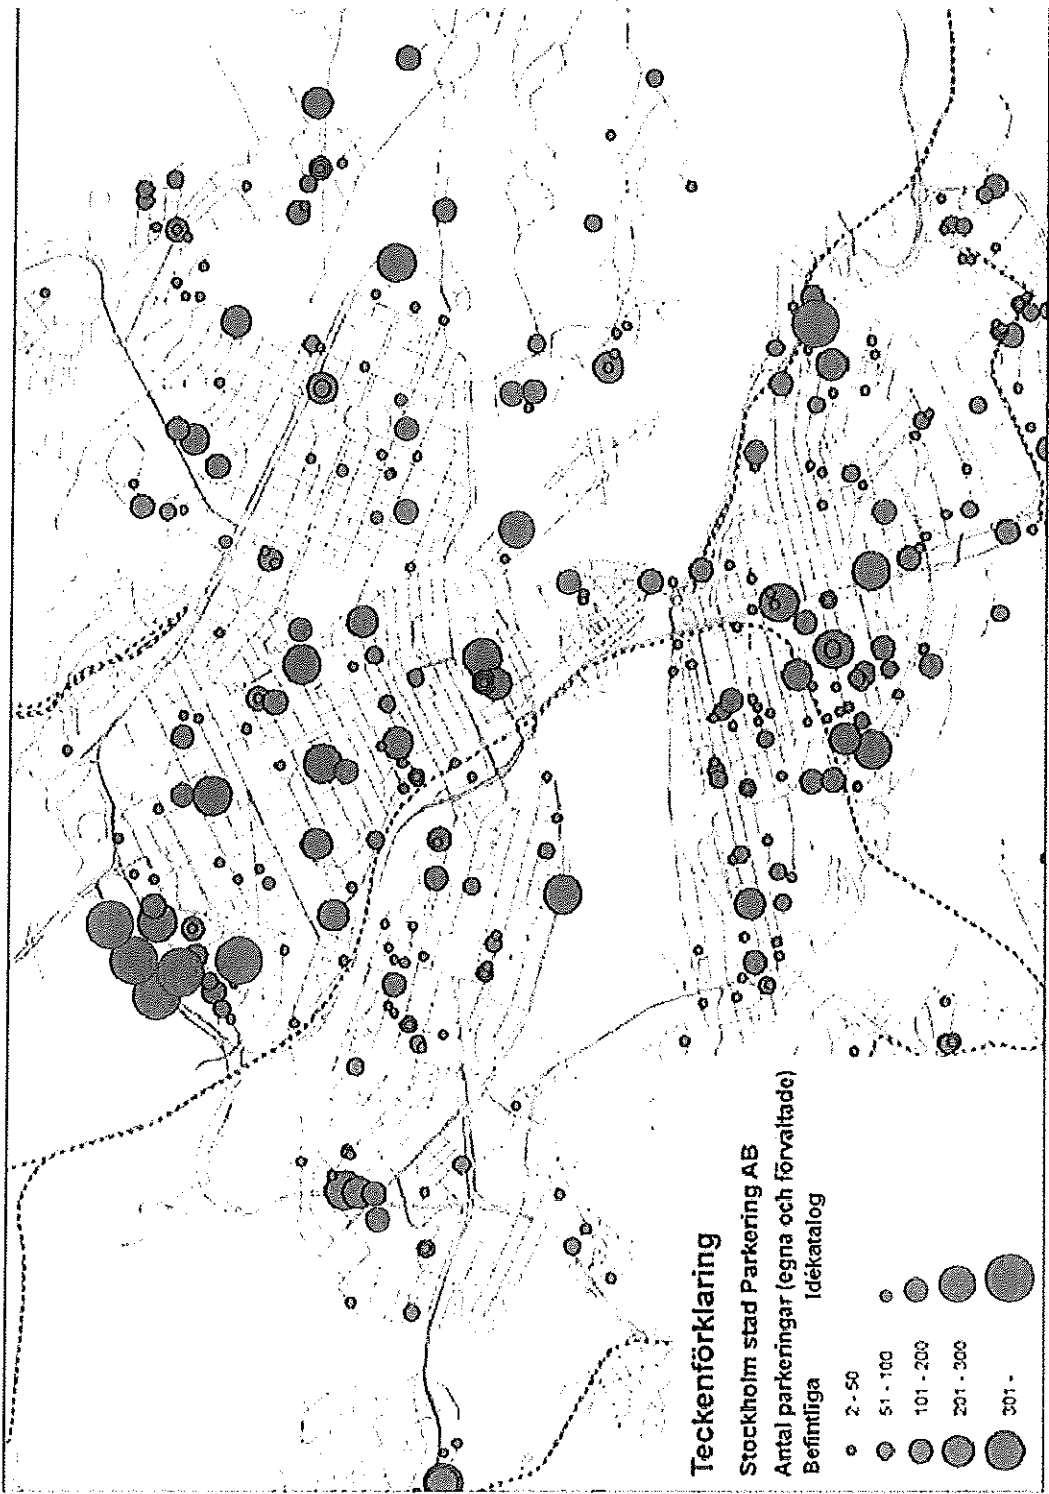 Teckenförklaring
Stockholm stad Parkering AB
Antal parkeringar (egna och förvaltade)
Befintliga Idékatalog
2 - 50
51 - 100
101 - 200
201 - 300
301 -